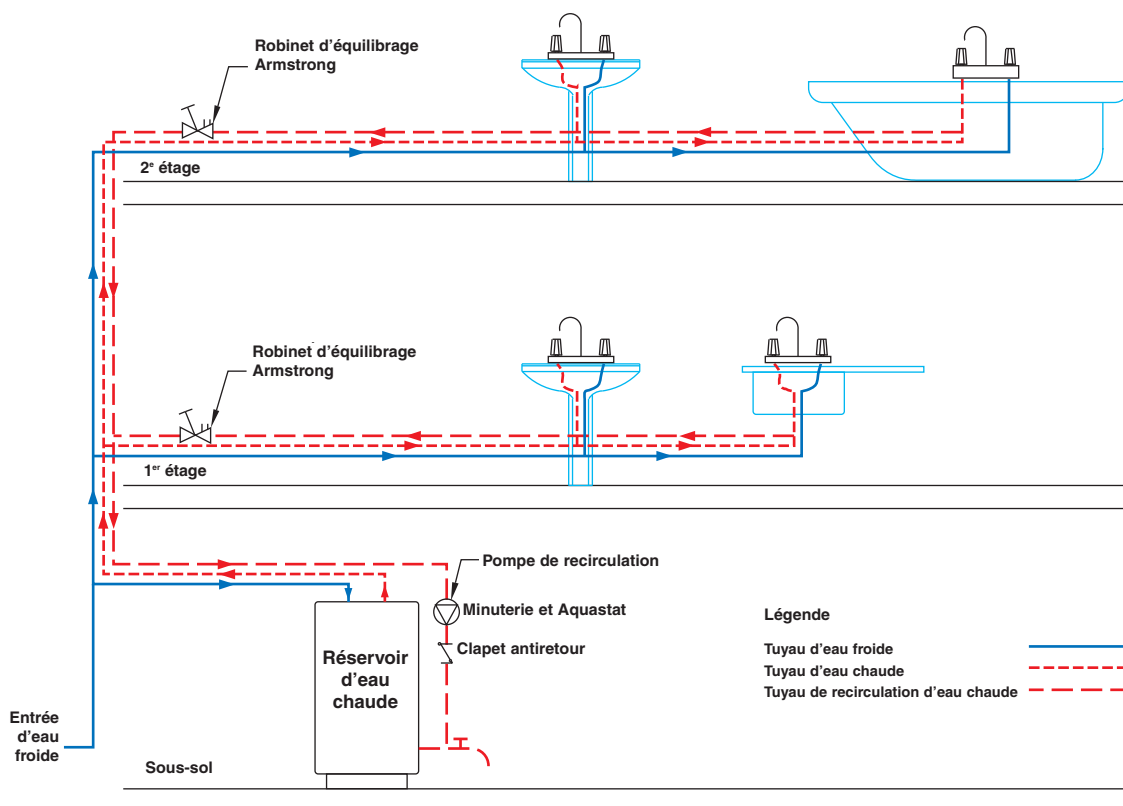 Robinet d'équilibrage
Armstrong
2e étage
Robinet d'équilibrage
Armstrong
1er étage
Pompe de recirculation
Minuterie et Aquastat
Clapet antiretour
Réservoir
d'eau
chaude
Légende
Tuyau d'eau froide
Tuyau d'eau chaude
Tuyau de recirculation d'eau chaude
Entrée
d'eau
froide
Sous-sol